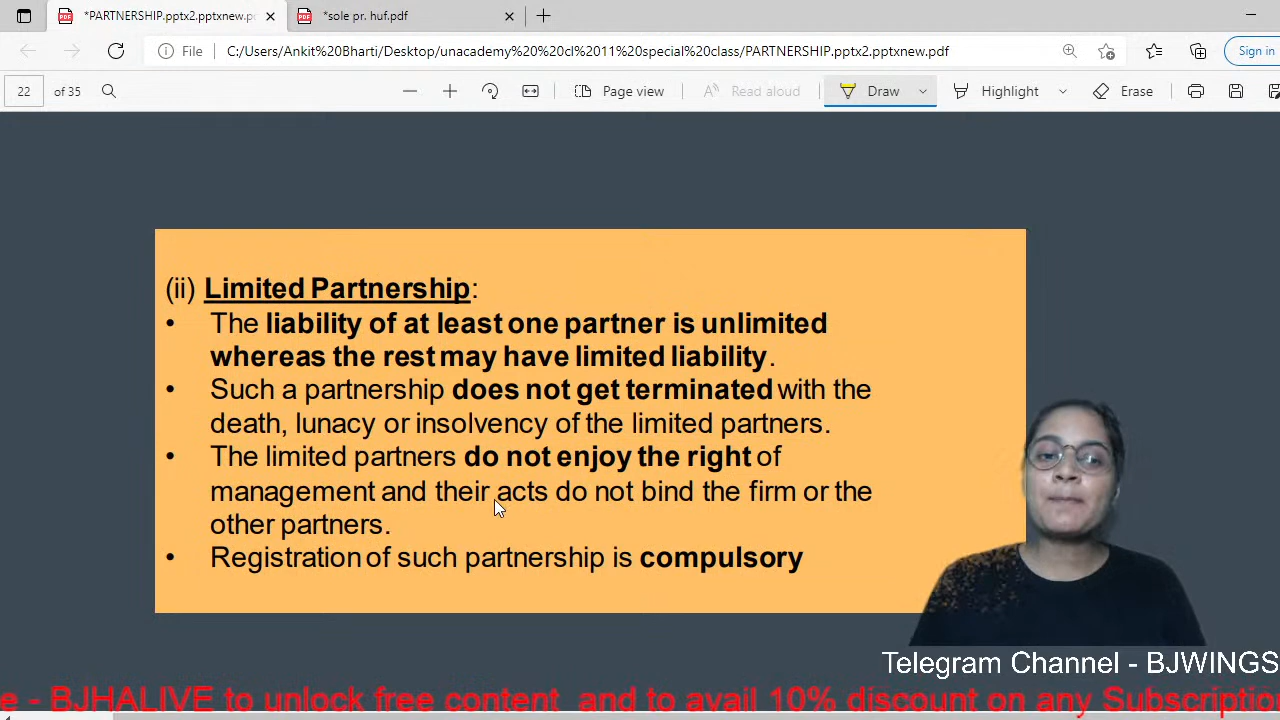 *PARTNERSHIP.pptx2.pptxnew.p
*sole pr. huf.pdf
File C:/Users/Ankit%20Bharti/Desktop/unacademy%20%20cl%2011%20special%20class/PARTNERSHIP.pptx2.pptxnew.pdf Sign in
22 of 35 Page view Read aloud Draw Highlight Erase
(ii) Limited Partnership:
• The liability of at least one partner is unlimited
whereas the rest may have limited liability.
• Such a partnership does not get terminated with the
death, lunacy or insolvency of the limited partners.
• The limited partners do not enjoy the right of
management and their acts do not bind the firm or the
other partners.
• Registration of such partnership is compulsory
Telegram Channel - BJWINGS
e - BJHALIVE to unlock free content and to avail 10% discount on any Subscriptio